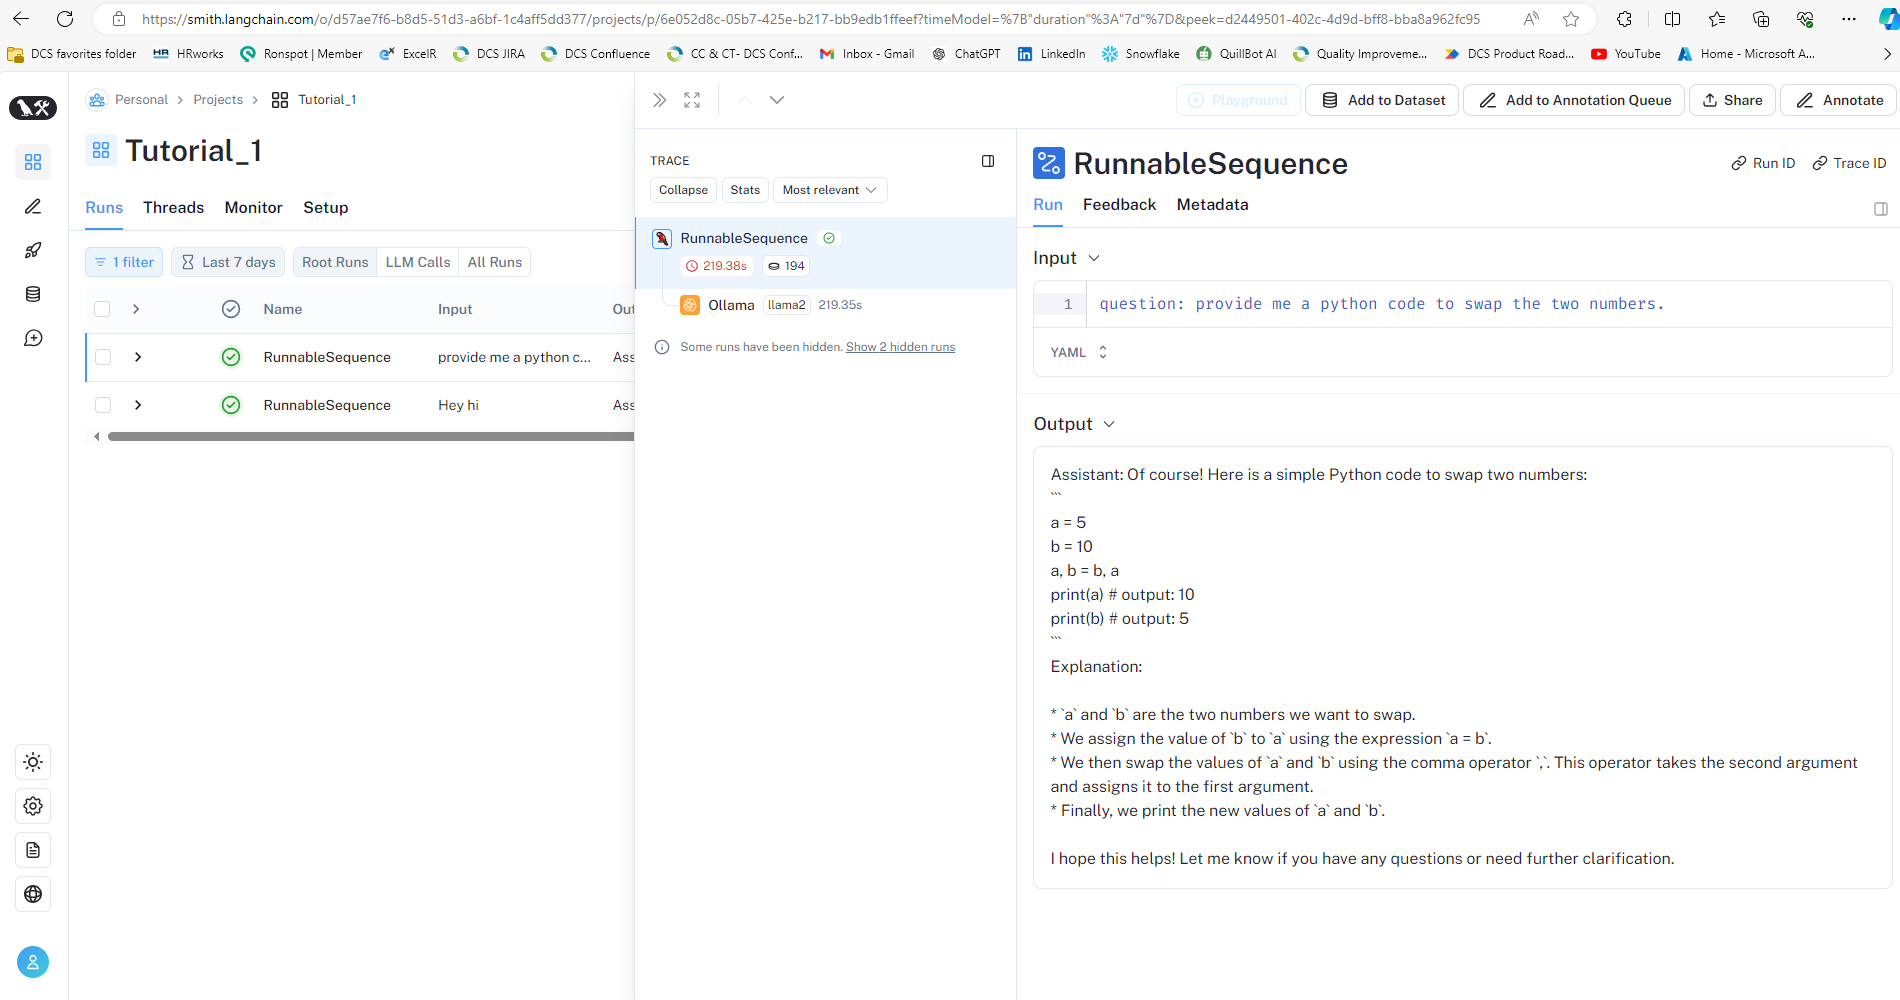 https://smith.langchain.com/o/d57ae7f6-b8d5-51d3-a6bf-1c4aff5dd377/projects/p/6e052d8c-05b7-425e-b217-bb9edb1ffeef?timeModel=%7B"duration"%3A"7d"%7D&peek=d2449501-402c-4d9d-bff8-bba8a962fc95
DCS favorites folder HRworks Ronspot | Member ExcelR DCS JIRA DCS Confluence CC & CT- DCS Conf... Inbox - Gmail ChatGPT LinkedIn Snowflake QuillBot AI Quality Improveme... DCS Product Road... YouTube Home - Microsoft A...
Personal > Projects > Tutorial_1
Tutorial_1
Runs Threads Monitor Setup
1 filter Last 7 days Root Runs LLM Calls All Runs
Name Input Out
RunnableSequence provide me a python c... Ass
RunnableSequence Hey hi Ass
Playground Add to Dataset Add to Annotation Queue Share Annotate
TRACE
Collapse Stats Most relevant
RunnableSequence
219.38s 194
Ollama llama2 219.35s
Some runs have been hidden. Show 2 hidden runs
RunnableSequence Run ID Trace ID
Run Feedback Metadata
Input
1 question: provide me a python code to swap the two numbers.
YAML
Output
Assistant: Of course! Here is a simple Python code to swap two numbers:
```
a = 5
b = 10
a, b = b, a
print(a) # output: 10
print(b) # output: 5
```
Explanation:
* `a` and `b` are the two numbers we want to swap.
* We assign the value of `b` to `a` using the expression `a = b`.
* We then swap the values of `a` and `b` using the comma operator `,`. This operator takes the second argument
and assigns it to the first argument.
* Finally, we print the new values of `a` and `b`.
I hope this helps! Let me know if you have any questions or need further clarification.